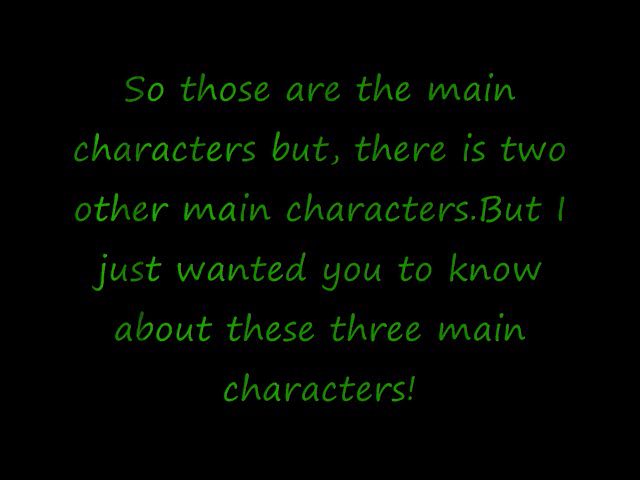 So those are the main
characters but, there is two
other main characters.But I
just wanted you to know
about these three main
characters!